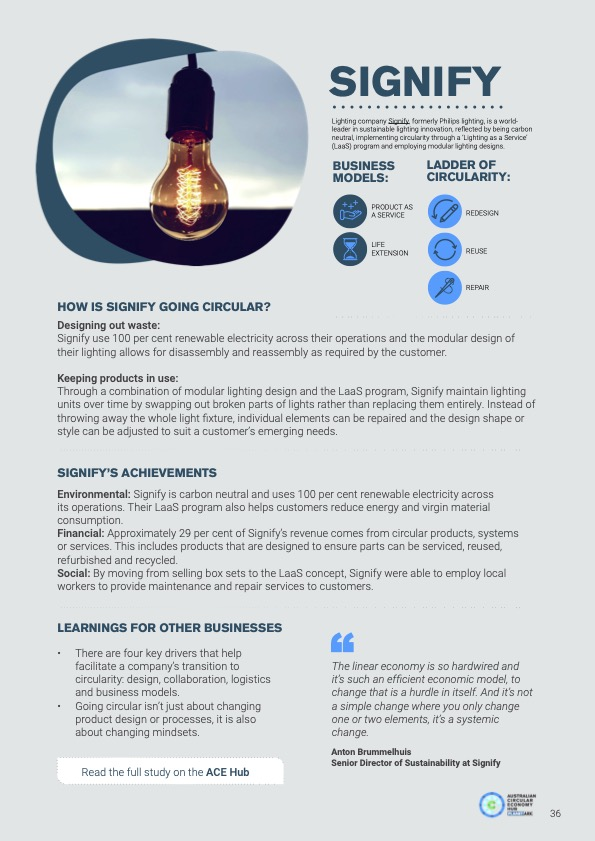 SIGNIFY
Lighting company Signify, formerly Philips lighting, is a world-
leader in sustainable lighting innovation, reflected by being carbon
neutral, implementing circularity through a 'Lighting as a Service'
(LaaS) program and employing modular lighting designs.
BUSINESS
MODELS:
PRODUCT AS
A SERVICE
LIFE
EXTENSION
LADDER OF
CIRCULARITY:
REDESIGN
REUSE
REPAIR
HOW IS SIGNIFY GOING CIRCULAR?
Designing out waste:
Signify use 100 per cent renewable electricity across their operations and the modular design of
their lighting allows for disassembly and reassembly as required by the customer.
Keeping products in use:
Through a combination of modular lighting design and the LaaS program, Signify maintain lighting
units over time by swapping out broken parts of lights rather than replacing them entirely. Instead of
throwing away the whole light fixture, individual elements can be repaired and the design shape or
style can be adjusted to suit a customer's emerging needs.
SIGNIFY'S ACHIEVEMENTS
Environmental: Signify is carbon neutral and uses 100 per cent renewable electricity across
its operations. Their LaaS program also helps customers reduce energy and virgin material
consumption.
Financial: Approximately 29 per cent of Signify's revenue comes from circular products, systems
or services. This includes products that are designed to ensure parts can be serviced, reused,
refurbished and recycled.
Social: By moving from selling box sets to the LaaS concept, Signify were able to employ local
workers to provide maintenance and repair services to customers.
LEARNINGS FOR OTHER BUSINESSES
• There are four key drivers that help
facilitate a company's transition to
circularity: design, collaboration, logistics
and business models.
• Going circular isn't just about changing
product design or processes, it is also
about changing mindsets.
Read the full study on the ACE Hub
“
The linear economy is so hardwired and
it's such an efficient economic model, to
change that is a hurdle in itself. And it's not
a simple change where you only change
one or two elements, it's a systemic
change.
Anton Brummelhuis
Senior Director of Sustainability at Signify
AUSTRALIAN
CIRCULAR
ECONOMY
HUB
PLANET ARK
36